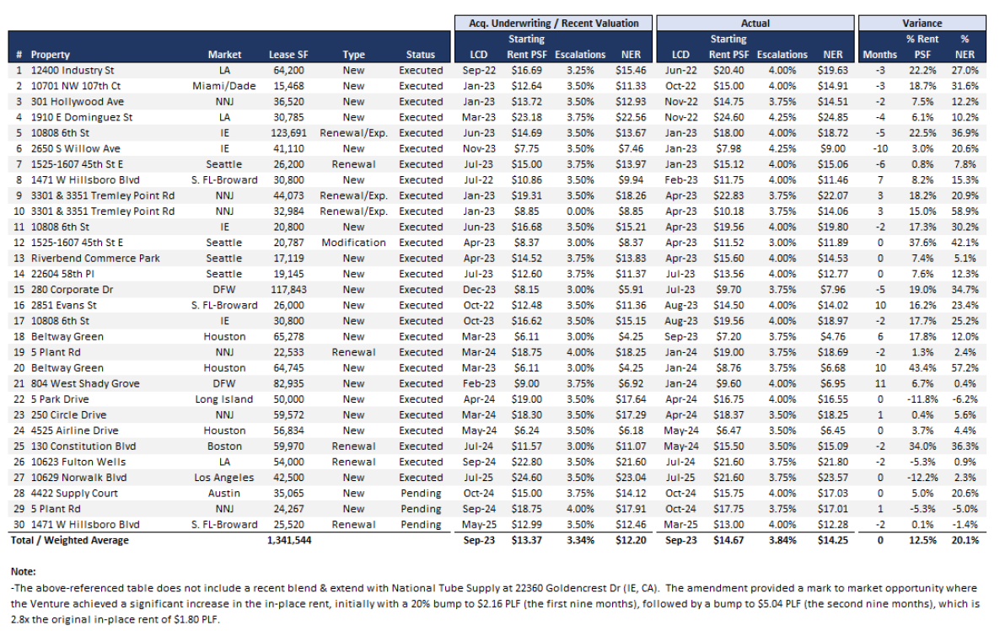 Acq. Underwriting / Recent Valuation Actual Variance
Starting Starting % Rent %
# Property Market Lease SF Type Status LCD Rent PSF Escalations NER LCD Rent PSF Escalations NER Months PSF NER
1 12400 Industry St LA 64,200 New Executed Sep-22 $16.69 3.25% $15.46 Jun-22 $20.40 4.00% $19.63 -3 22.2% 27.0%
2 10701 NW 107th Ct Miami/Dade 15,468 New Executed Jan-23 $12.64 3.50% $11.33 Oct-22 $15.00 4.00% $14.91 -3 18.7% 31.6%
3 301 Hollywood Ave NNJ 36,520 New Executed Jan-23 $13.72 3.50% $12.93 Nov-22 $14.75 3.75% $14.51 -2 7.5% 12.2%
4 1910 E Dominguez St LA 30,785 New Executed Mar-23 $23.18 3.75% $22.56 Nov-22 $24.60 4.25% $24.85 -4 6.1% 10.2%
5 10808 6th St IE 123,691 Renewal/Exp. Executed Jun-23 $14.69 3.50% $13.67 Jan-23 $18.00 4.00% $18.72 -5 22.5% 36.9%
6 2650 S Willow Ave IE 41,110 New Executed Nov-23 $7.75 3.50% $7.46 Jan-23 $7.98 4.25% $9.00 -10 3.0% 20.6%
7 1525-1607 45th St E Seattle 26,200 Renewal Executed Jul-23 $15.00 3.75% $13.97 Jan-23 $15.12 4.00% $15.06 -6 0.8% 7.8%
8 1471 W Hillsboro Blvd S. FL-Broward 30,800 New Executed Jul-22 $10.86 3.50% $9.94 Feb-23 $11.75 4.00% $11.46 7 8.2% 15.3%
9 3301 & 3351 Tremley Point Rd NNJ 44,073 Renewal/Exp. Executed Jan-23 $19.31 3.50% $18.26 Apr-23 $22.83 3.75% $22.07 3 18.2% 20.9%
10 3301 & 3351 Tremley Point Rd NNJ 32,984 Renewal/Exp. Executed Jan-23 $8.85 0.00% $8.85 Apr-23 $10.18 3.75% $14.06 3 15.0% 58.9%
11 10808 6th St IE 20,800 New Executed Jun-23 $16.68 3.50% $15.21 Apr-23 $19.56 4.00% $19.80 -2 17.3% 30.2%
12 1525-1607 45th St E Seattle 20,787 Modification Executed Apr-23 $8.37 3.00% $8.37 Apr-23 $11.52 3.00% $11.89 0 37.6% 42.1%
13 Riverbend Commerce Park Seattle 17,119 New Executed Apr-23 $14.52 3.75% $13.83 Apr-23 $15.60 4.00% $14.53 0 7.4% 5.1%
14 22604 58th Pl Seattle 19,145 New Executed Jul-23 $12.60 3.75% $11.37 Jul-23 $13.56 4.00% $12.77 0 7.6% 12.3%
15 280 Corporate Dr DFW 117,843 New Executed Dec-23 $8.15 3.00% $5.91 Jul-23 $9.70 3.75% $7.96 -5 19.0% 34.7%
16 2851 Evans St S. FL-Broward 26,000 New Executed Oct-22 $12.48 3.50% $11.36 Aug-23 $14.50 4.00% $14.02 10 16.2% 23.4%
17 10808 6th St IE 30,800 New Executed Oct-23 $16.62 3.50% $15.15 Aug-23 $19.56 4.00% $18.97 -2 17.7% 25.2%
18 Beltway Green Houston 65,278 New Executed Mar-23 $6.11 3.00% $4.25 Sep-23 $7.20 3.75% $4.76 6 17.8% 12.0%
19 5 Plant Rd NNJ 22,533 Renewal Executed Mar-24 $18.75 4.00% $18.25 Jan-24 $19.00 3.75% $18.69 -2 1.3% 2.4%
20 Beltway Green Houston 64,745 New Executed Mar-23 $6.11 3.00% $4.25 Jan-24 $8.76 3.75% $6.68 10 43.4% 57.2%
21 804 West Shady Grove DFW 82,935 New Executed Feb-23 $9.00 3.75% $6.92 Jan-24 $9.60 4.00% $6.95 11 6.7% 0.4%
22 5 Park Drive Long Island 50,000 New Executed Apr-24 $19.00 3.50% $17.64 Apr-24 $16.75 4.00% $16.55 0 -11.8% -6.2%
23 250 Circle Drive NNJ 59,572 New Executed Mar-24 $18.30 3.50% $17.29 Apr-24 $18.37 3.50% $18.25 1 0.4% 5.6%
24 4525 Airline Drive Houston 56,834 New Executed May-24 $6.24 3.50% $6.18 May-24 $6.47 3.50% $6.45 0 3.7% 4.4%
25 130 Constitution Blvd Boston 59,970 Renewal Executed Jul-24 $11.57 3.00% $11.07 May-24 $15.50 3.50% $15.09 -2 34.0% 36.3%
26 10623 Fulton Wells LA 54,000 Renewal Executed Sep-24 $22.80 3.50% $21.60 Jul-24 $21.60 3.75% $21.80 -2 -5.3% 0.9%
27 10629 Norwalk Blvd Los Angeles 42,500 New Executed Jul-25 $24.60 3.50% $23.04 Jul-25 $21.60 3.75% $23.57 0 -12.2% 2.3%
28 4422 Supply Court Austin 35,065 New Pending Oct-24 $15.00 3.75% $14.12 Oct-24 $15.75 4.00% $17.03 0 5.0% 20.6%
29 5 Plant Rd NNJ 24,267 New Pending Sep-24 $18.75 4.00% $17.91 Oct-24 $17.75 3.75% $17.01 1 -5.3% -5.0%
30 1471 W Hillsboro Blvd S. FL-Broward 25,520 Renewal Pending May-25 $12.99 3.50% $12.46 Mar-25 $13.00 4.00% $12.28 -2 0.1% -1.4%
Total / Weighted Average 1,341,544 Sep-23 $13.37 3.34% $12.20 Sep-23 $14.67 3.84% $14.25 0 12.5% 20.1%
Note:
-The above-referenced table does not include a recent blend & extend with National Tube Supply at 22360 Goldencrest Dr (IE, CA). The amendment provided a mark to market opportunity where
the Venture achieved a significant increase in the in-place rent, initially with a 20% bump to $2.16 PLF (the first nine months), followed by a bump to $5.04 PLF (the second nine months), which is
2.8x the original in-place rent of $1.80 PLF.